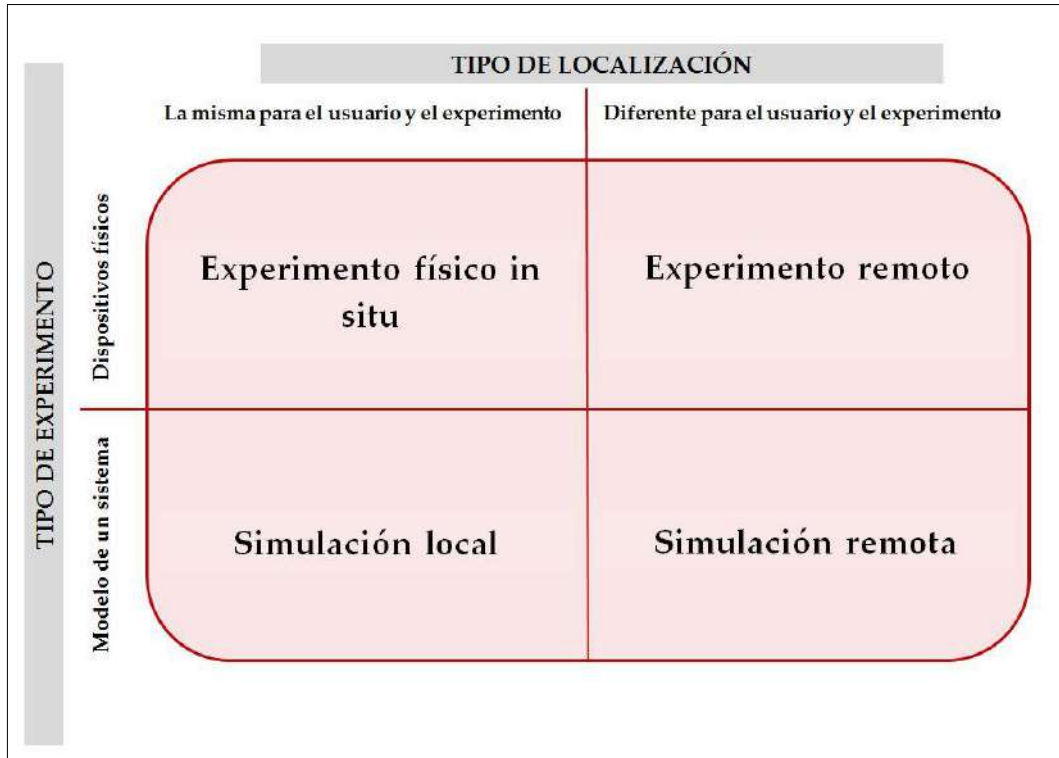 TIPO DE LOCALIZACIÓN
La misma para el usuario y el experimento
Diferente para el usuario y el experimento
TIPO DE EXPERIMENTO
Dispositivos físicos
Experimento físico in
situ
Experimento remoto
Modelo de un sistema
Simulación local
Simulación remota